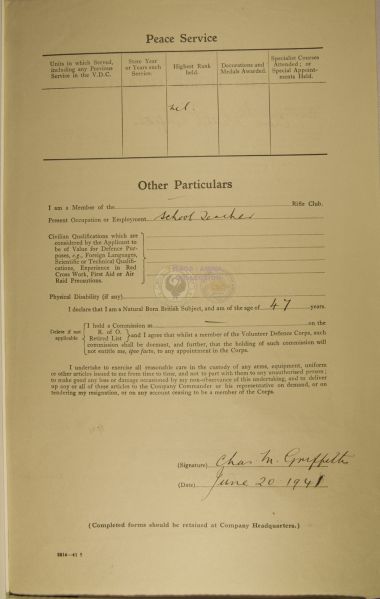 Peace Service
Units in which Served, including any Previous Service in the V.D.C.
State Year or Years such Service.
Highest Rank held.
Decorations and Medals Awarded.
Specialist Courses Attended; or Special Appointments Held.
nil.
Other Particulars
I am a Member of the Rifle Club.
Present Occupation or Employment School Teacher
Civilian Qualifications which are
considered by the Applicant to
be of Value for Defence Pur-
poses, e.g., Foreign Languages,
Scientific or Technical Qualifi-
cations, Experience in Red
Cross Work, First Aid or Air
Raid Precautions.
Physical Disability (if any)
I declare that I am a Natural Born British Subject, and am of the age of 47 years.
Delete if not applicable
I hold a Commission as on the
R. of O.
Retired List
and I agree that whilst a member of the Volunteer Defence Corps, such
commission shall be dormant, and further, that the holding of such commission will
not entitle me, ipso facto, to any appointment in the Corps.
I undertake to exercise all reasonable care in the custody of any arms, equipment, uniform
or other articles issued to me from time to time, and not to part with them to any unauthorised person;
to make good any loss or damage occasioned by any non-observance of this undertaking; and to deliver
up any or all of those articles to the Company Commander or his representative on demand, or on
tendering my resignation, or on any account ceasing to be a member of the Corps.
(Signature) Chas M. Griffith
(Date) June 20 1941
(Completed forms should be retained at Company Headquarters.)